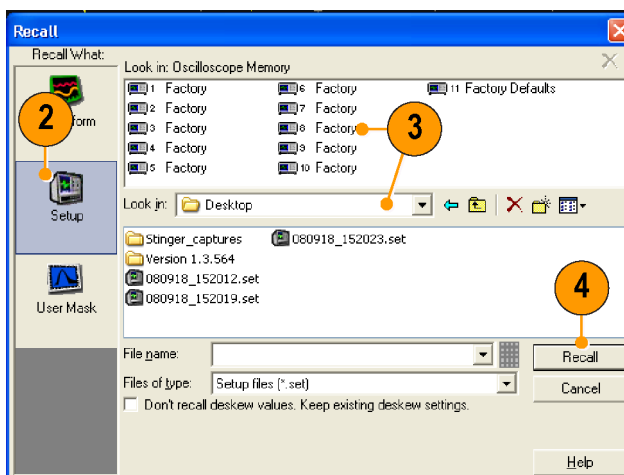 Recall
Recall What:
Look in: Oscilloscope Memory
1 Factory
2 Factory
3 Factory
4 Factory
5 Factory
6 Factory
7 Factory
8 Factory
9 Factory
10 Factory
11 Factory Defaults
2
form
3
Setup
Look in: Desktop
Stinger_captures
Version 1.3.564
080918_152012.set
080918_152019.set
080918_152023.set
User Mask
4
File name:
Recall
Files of type: Setup files (*.set)
Cancel
Don't recall deskew values. Keep existing deskew settings.
Help